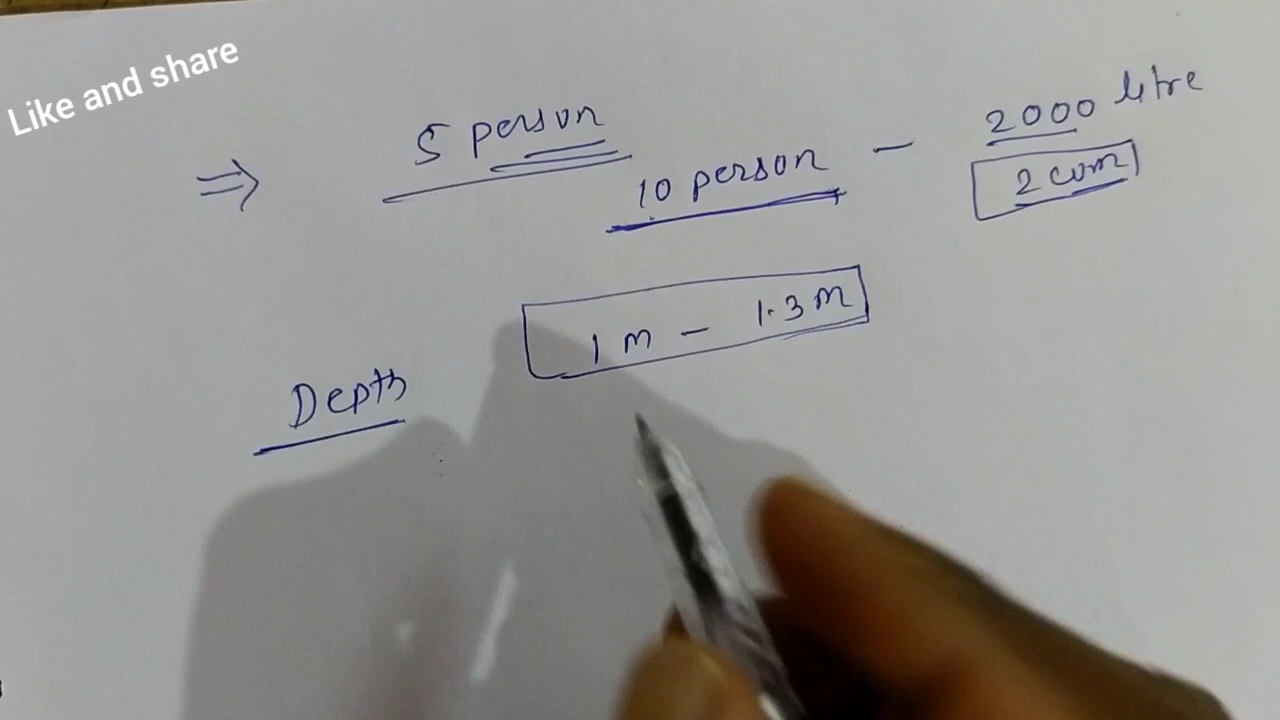 Like and share
⇒ 5 person
10 person - 2000 litre
2 cum
Depth 1 m - 1.3 m